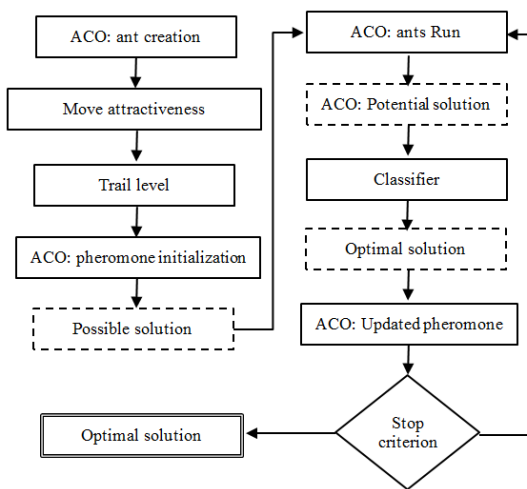 ACO: ant creation
Move attractiveness
Trail level
ACO: pheromone initialization
Possible solution
ACO: ants Run
ACO: Potential solution
Classifier
Optimal solution
ACO: Updated pheromone
Stop
criterion
Optimal solution